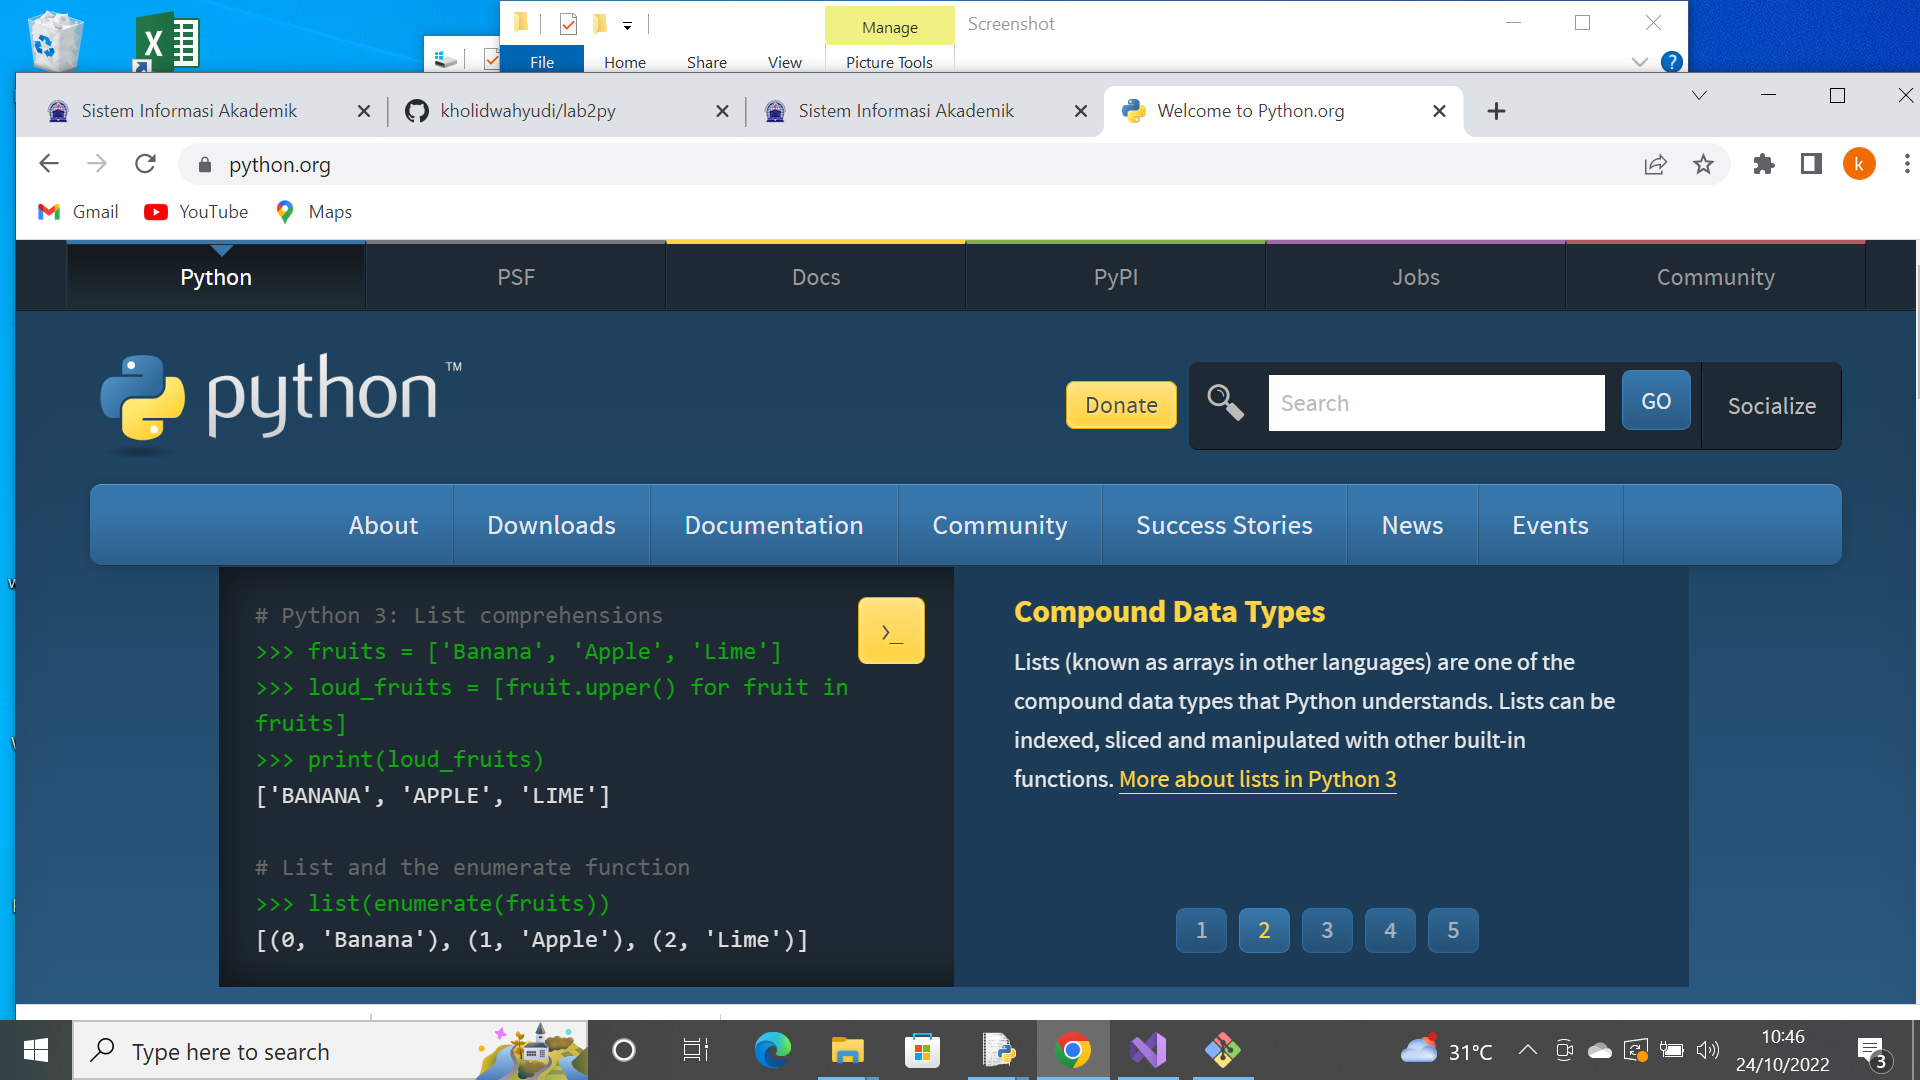 Manage
Screenshot
File
Home
Share
View
Picture Tools
Sistem Informasi Akademik
kholidwahyudi/lab2py
Sistem Informasi Akademik
Welcome to Python.org
python.org
k
Gmail
YouTube
Maps
Python
PSF
Docs
PyPI
Jobs
Community
python™
Donate
Search
GO
Socialize
About
Downloads
Documentation
Community
Success Stories
News
Events
# Python 3: List comprehensions
>>> fruits = ['Banana', 'Apple', 'Lime']
>>> loud_fruits = [fruit.upper() for fruit in
fruits]
>>> print(loud_fruits)
['BANANA', 'APPLE', 'LIME']
# List and the enumerate function
>>> list(enumerate(fruits))
[(0, 'Banana'), (1, 'Apple'), (2, 'Lime')]
>_
Compound Data Types
Lists (known as arrays in other languages) are one of the
compound data types that Python understands. Lists can be
indexed, sliced and manipulated with other built-in
functions. More about lists in Python 3
1 2 3 4 5
Type here to search
31°C
10:46
24/10/2022
3